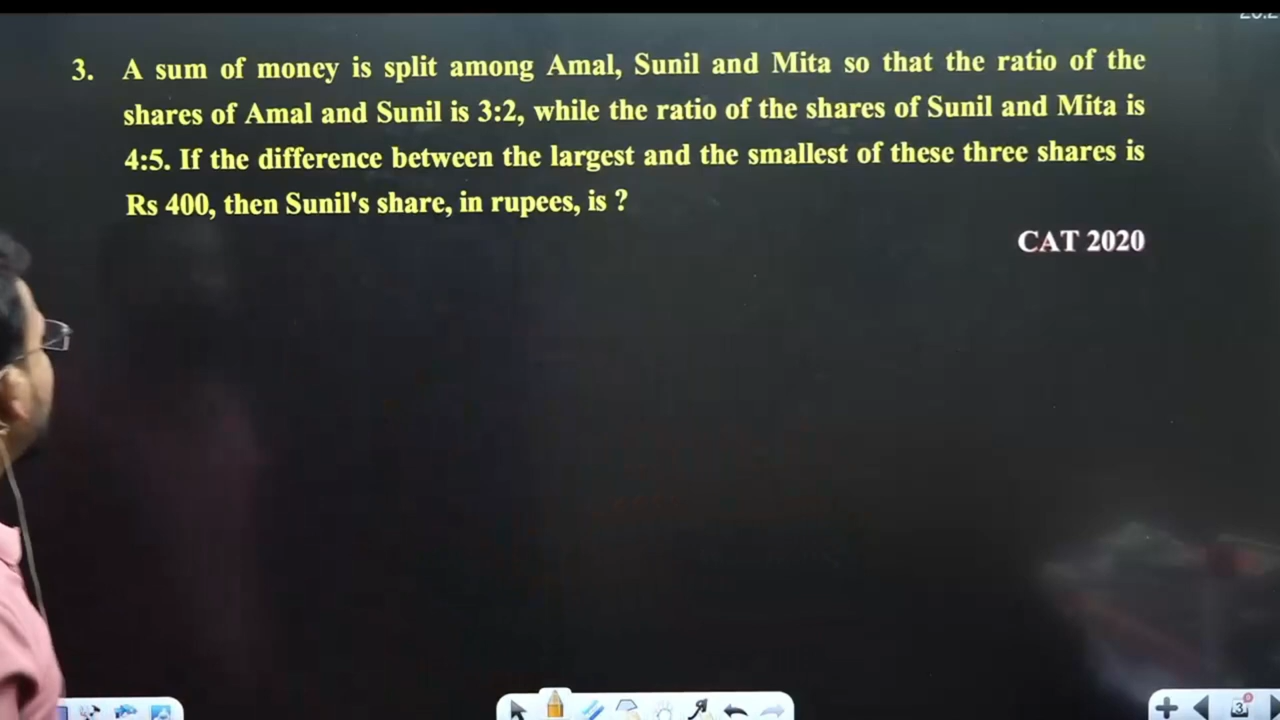 3. A sum of money is split among Amal, Sunil and Mita so that the ratio of the
shares of Amal and Sunil is 3:2, while the ratio of the shares of Sunil and Mita is
4:5. If the difference between the largest and the smallest of these three shares is
Rs 400, then Sunil's share, in rupees, is ?
CAT 2020
3